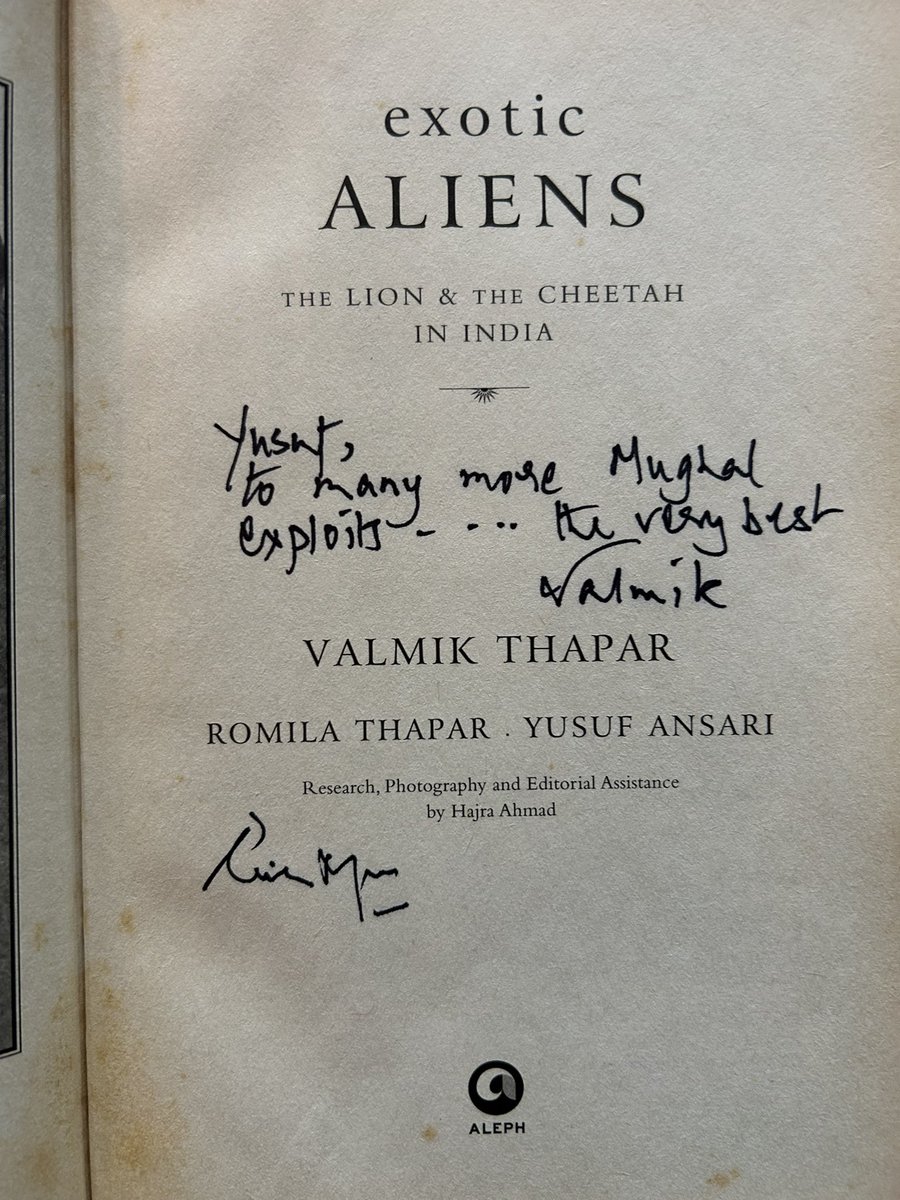 exotic
ALIENS
THE LION & THE CHEETAH
IN INDIA
Yusuf,
to many more Mughal
exploits - ... the very best
Valmik
VALMIK THAPAR
ROMILA THAPAR . YUSUF ANSARI
Research, Photography and Editorial Assistance
by Hajra Ahmad
ALEPH